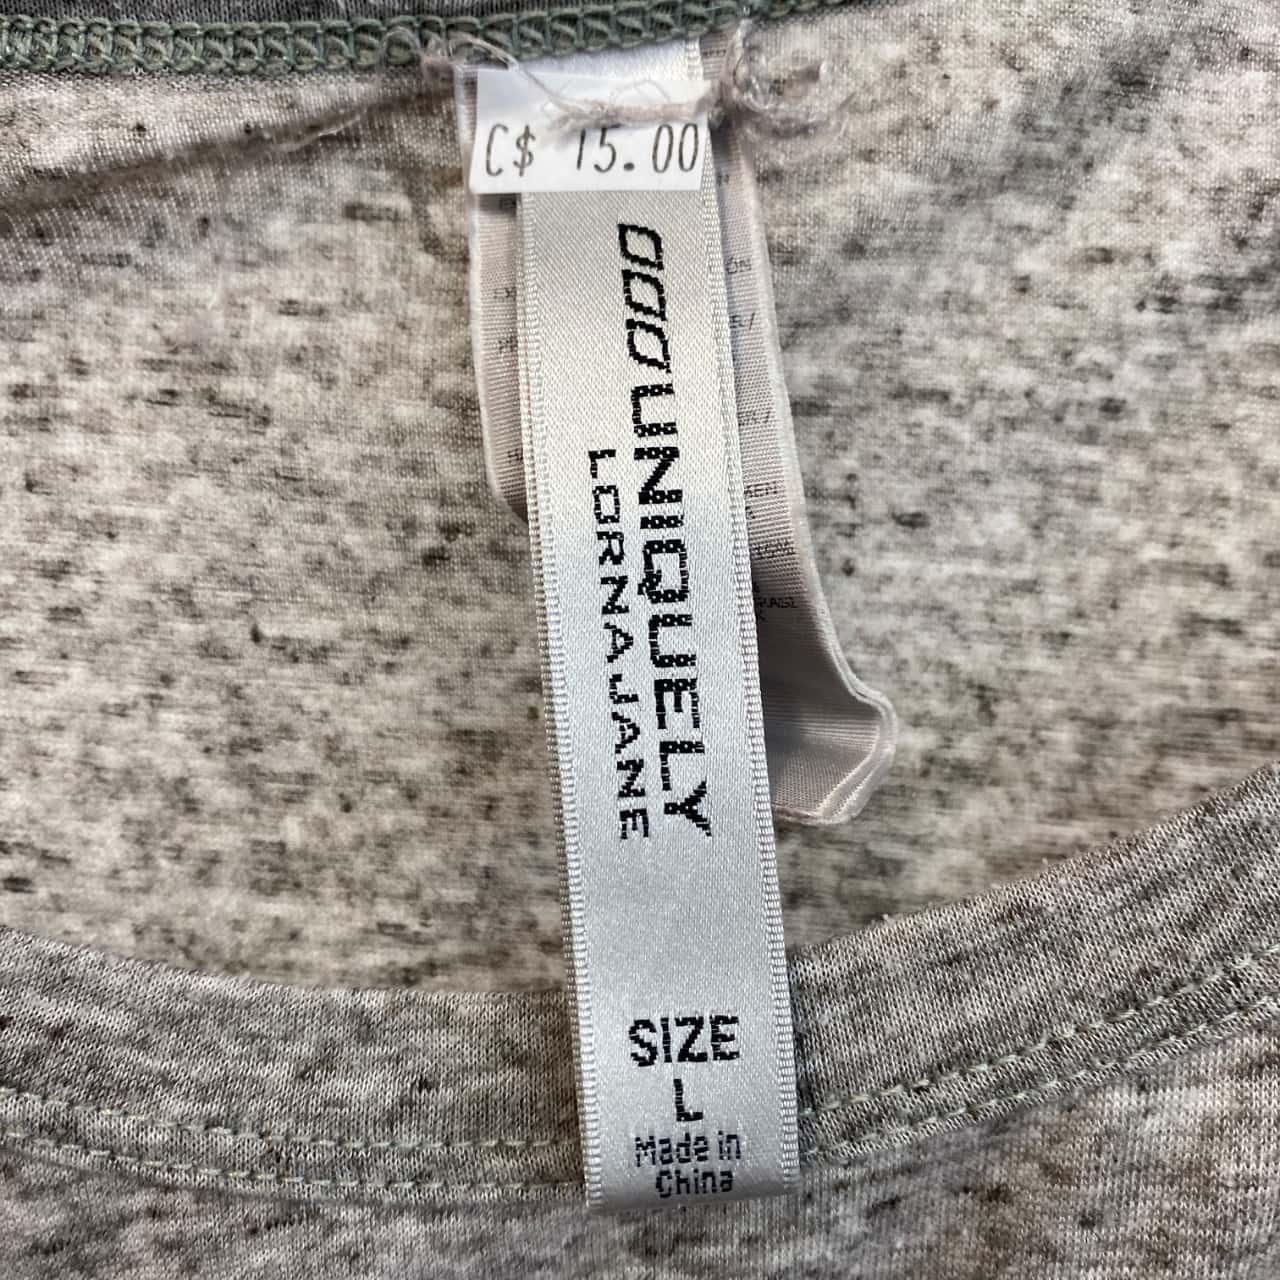 C$ 15.00
UNIQUELY
LORNA JANE
SIZE
L
Made in
China